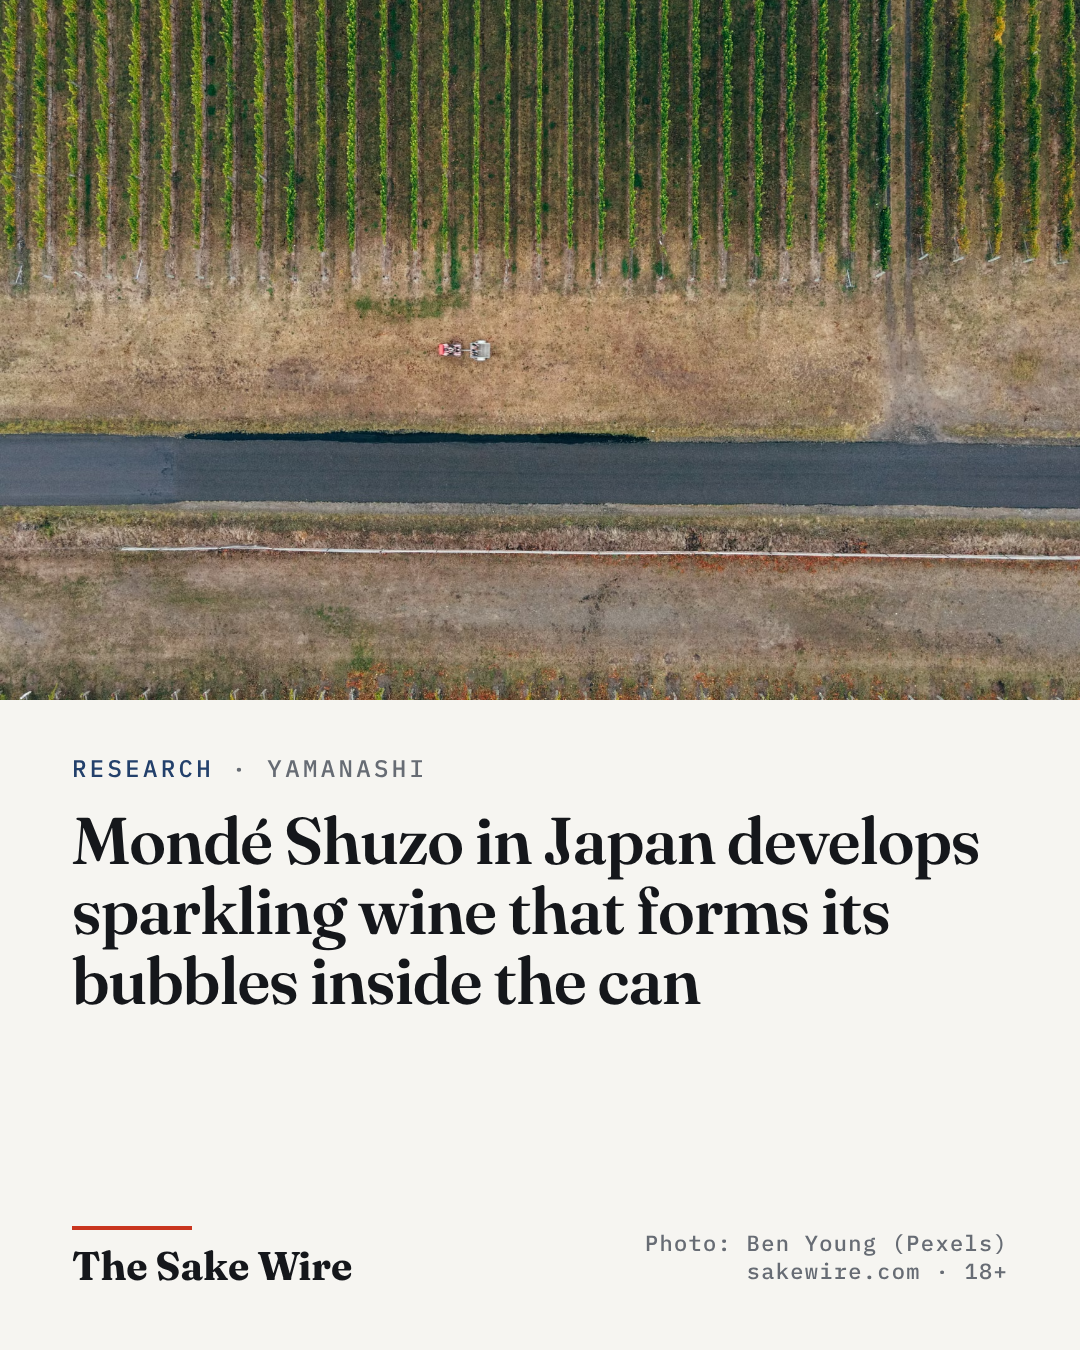 RESEARCH · YAMANASHI
Mondé Shuzo in Japan develops
sparkling wine that forms its
bubbles inside the can
The Sake Wire
Photo: Ben Young (Pexels)
sakewire.com · 18+